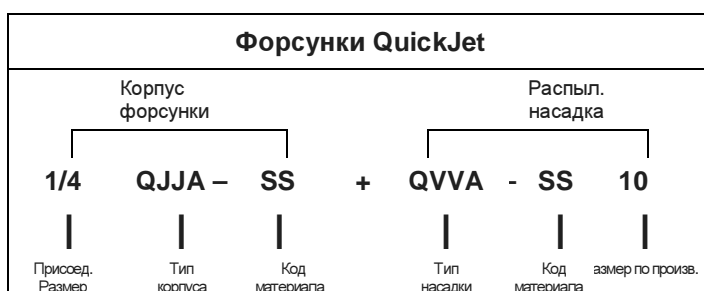 Форсунки QuickJet
Корпус форсунки
Распыл. насадка
1/4 QJJA – SS + QVVA - SS 10
Присоед. Размер
Тип корпуса
Код материала
Тип насадки
Код материала
азмер по произв.